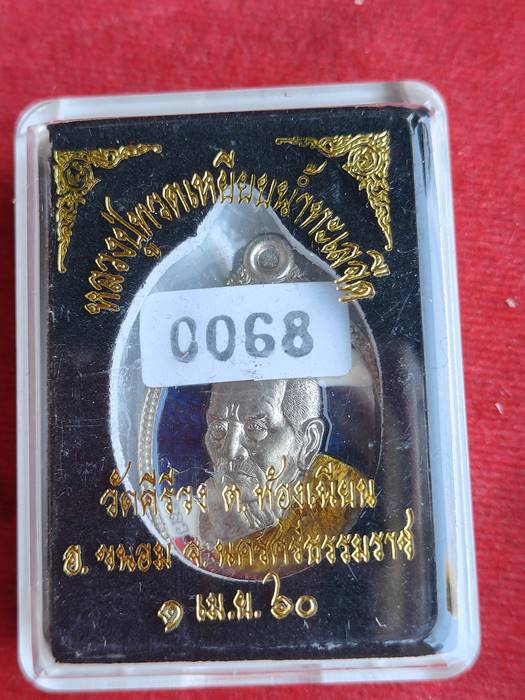 หลวงปู่ทวดเหยียบน้ำทะเลจืด
0068
วัดคีรีวง ต. ท้องเนียน
อ. ขนอม จ. นครศรีธรรมราช
๑ เม.ย. ๖๐